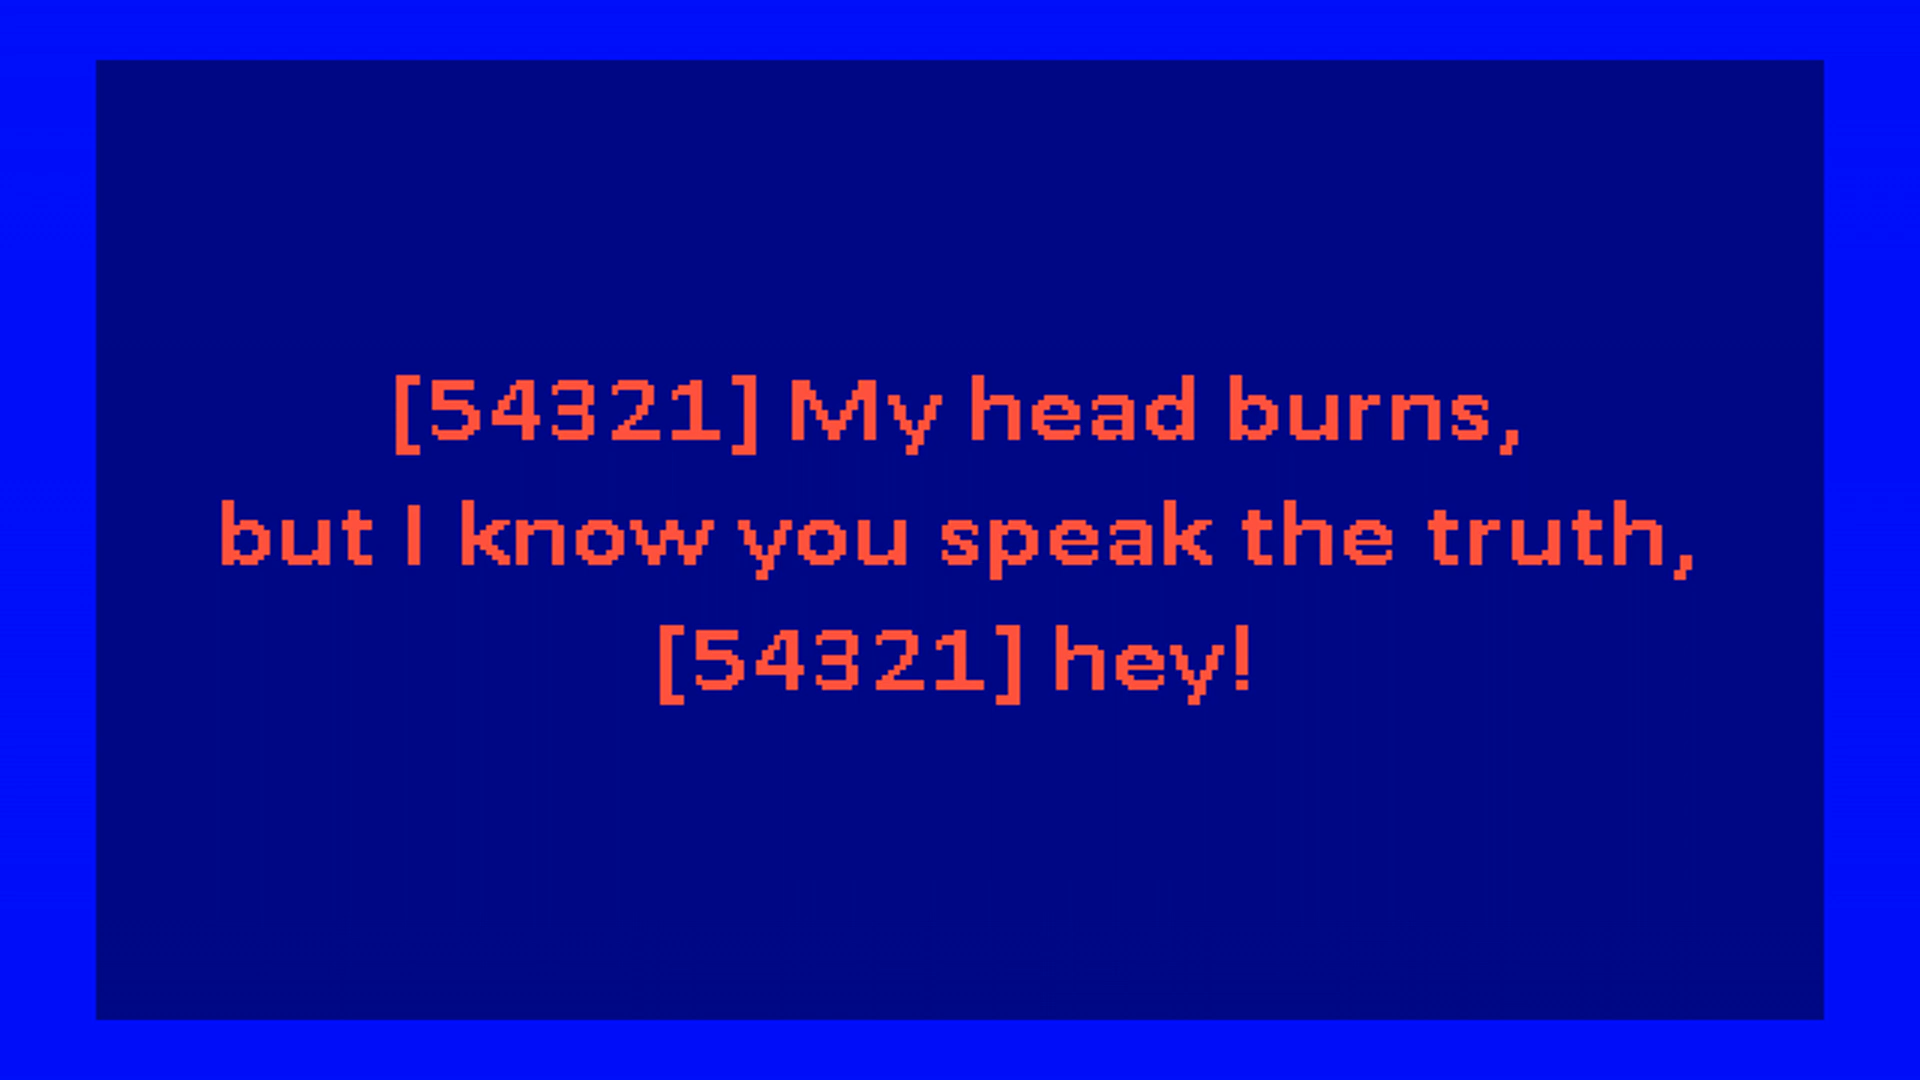 [54321] My head burns,
but I know you speak the truth,
[54321] hey!